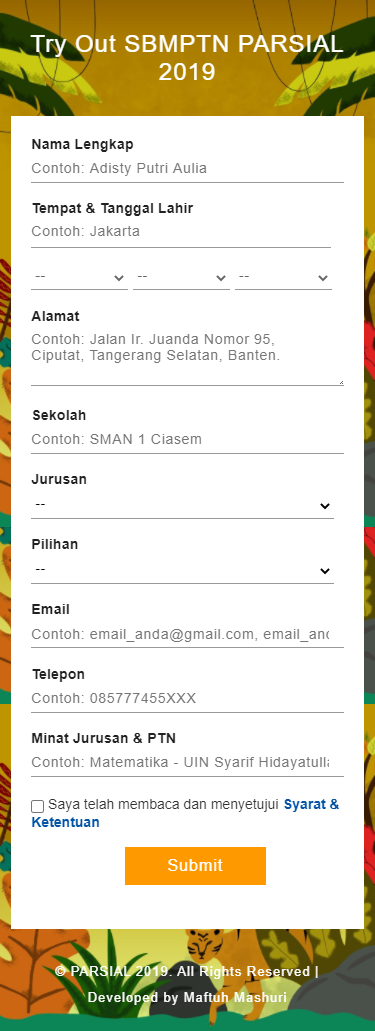 Try Out SBMPTN PARSIAL
2019
Nama Lengkap
Contoh: Adisty Putri Aulia
Tempat & Tanggal Lahir
Contoh: Jakarta
-- -- --
Alamat
Contoh: Jalan Ir. Juanda Nomor 95,
Ciputat, Tangerang Selatan, Banten.
Sekolah
Contoh: SMAN 1 Ciasem
Jurusan
--
Pilihan
--
Email
Contoh: email_anda@gmail.com, email_and
Telepon
Contoh: 085777455XXX
Minat Jurusan & PTN
Contoh: Matematika - UIN Syarif Hidayatulla
Saya telah membaca dan menyetujui Syarat &
Ketentuan
Submit
© PARSIAL 2019. All Rights Reserved |
Developed by Maftuh Mashuri